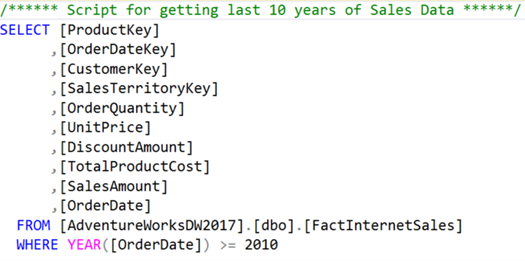 /****** Script for getting last 10 years of Sales Data ******/
SELECT [ProductKey]
,[OrderDateKey]
,[CustomerKey]
,[SalesTerritoryKey]
,[OrderQuantity]
,[UnitPrice]
,[DiscountAmount]
,[TotalProductCost]
,[SalesAmount]
,[OrderDate]
FROM [AdventureWorksDW2017].[dbo].[FactInternetSales]
WHERE YEAR([OrderDate]) >= 2010